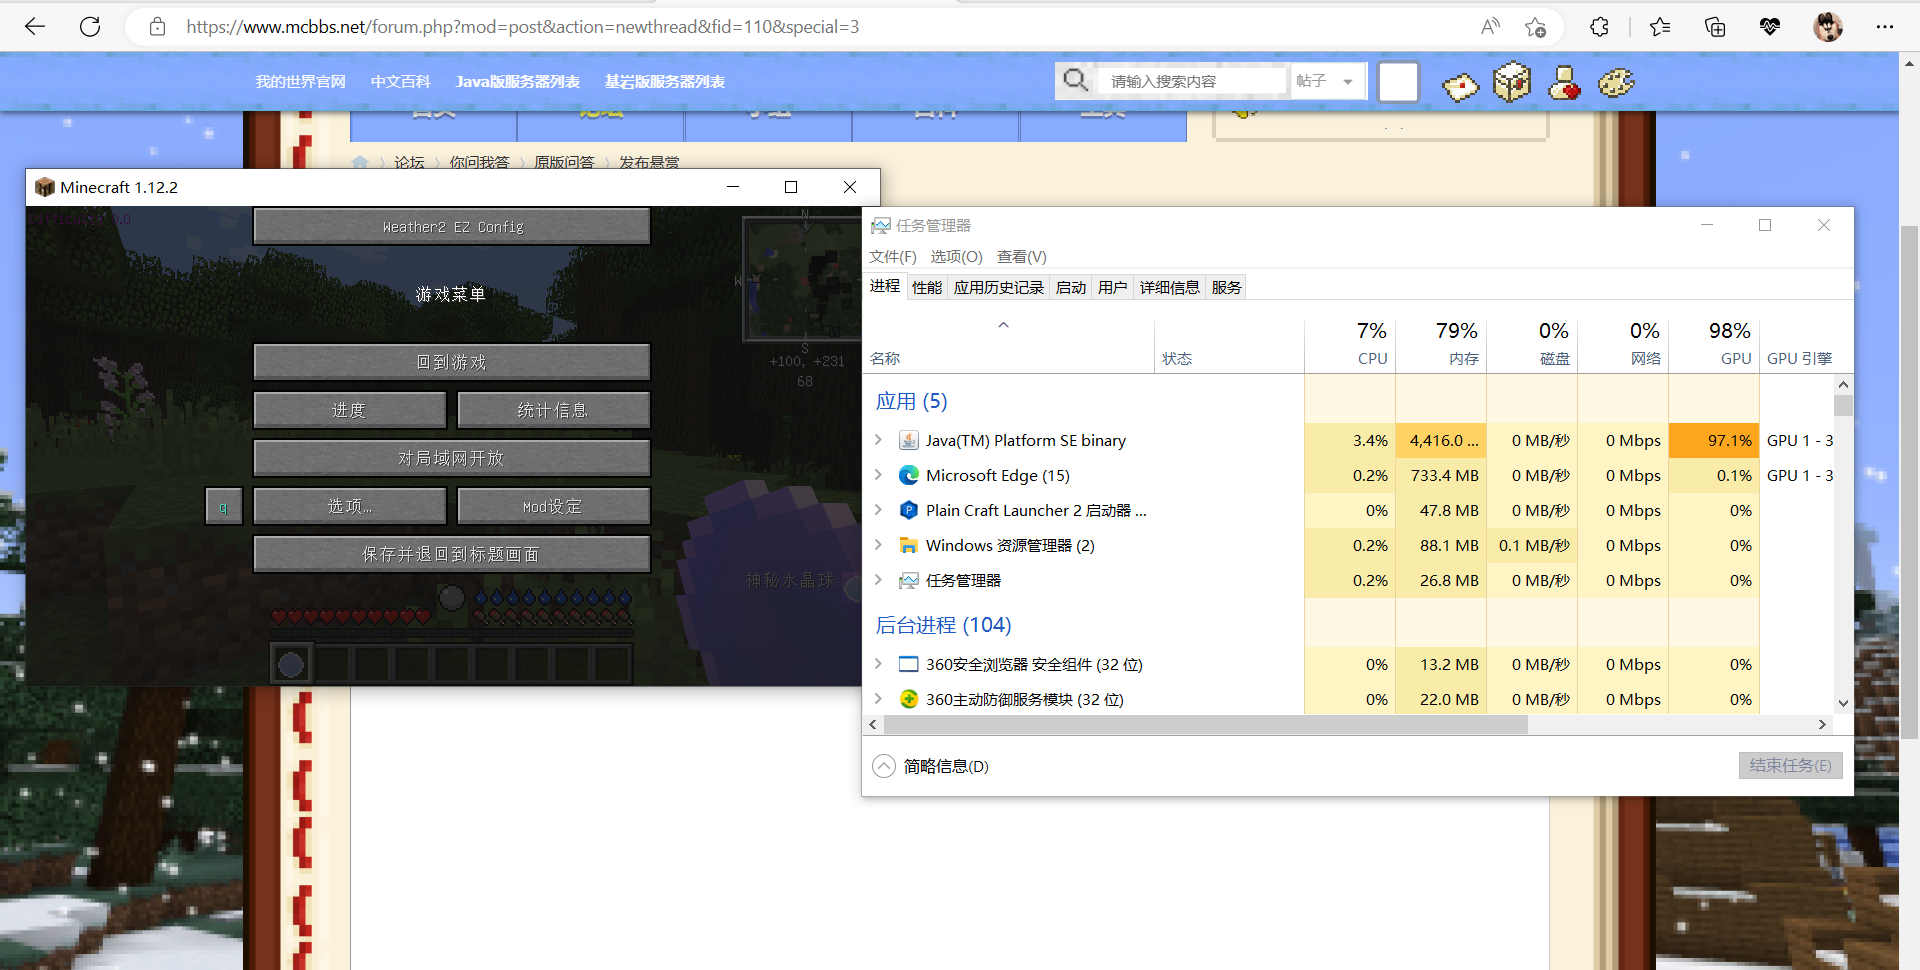 https://www.mcbbs.net/forum.php?mod=post&action=newthread&fid=110&special=3
我的世界官网 中文百科 Java版服务器列表 基岩版服务器列表
请输入搜索内容 帖子
论坛 你问我答 原版问答 发布悬赏
Minecraft 1.12.2
Weather2 EZ Config
游戏菜单
回到游戏
进度 统计信息
对局域网开放
q 选项... Mod设定
保存并退回到标题画面
N
W
S
+100, +231
68
神秘水晶球
任务管理器
文件(F) 选项(O) 查看(V)
进程 性能 应用历史记录 启动 用户 详细信息 服务
7% 79% 0% 0% 98%
名称 状态 CPU 内存 磁盘 网络 GPU GPU 引擎
应用 (5)
Java(TM) Platform SE binary 3.4% 4,416.0 ... 0 MB/秒 0 Mbps 97.1% GPU 1 - 3
Microsoft Edge (15) 0.2% 733.4 MB 0 MB/秒 0 Mbps 0.1% GPU 1 - 3
Plain Craft Launcher 2 启动器 ... 0% 47.8 MB 0 MB/秒 0 Mbps 0%
Windows 资源管理器 (2) 0.2% 88.1 MB 0.1 MB/秒 0 Mbps 0%
任务管理器 0.2% 26.8 MB 0 MB/秒 0 Mbps 0%
后台进程 (104)
360安全浏览器 安全组件 (32 位) 0% 13.2 MB 0 MB/秒 0 Mbps 0%
360主动防御服务模块 (32 位) 0% 22.0 MB 0 MB/秒 0 Mbps 0%
简略信息(D)
结束任务(E)